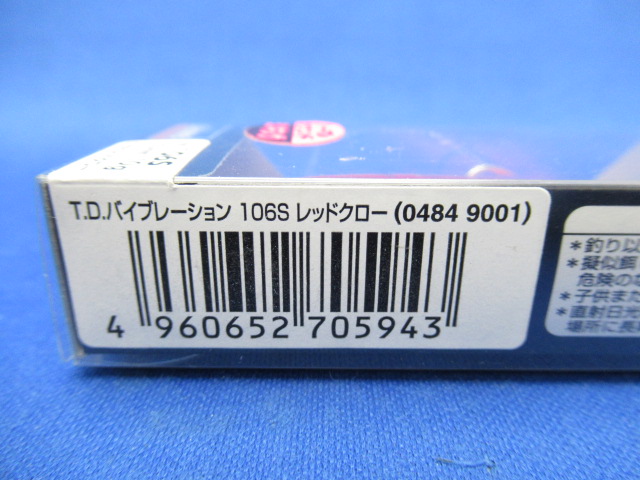 T.D.バイブレーション 106S レッドクロー (0484 9001)
4 960652 705943
*釣り以
*擬似餌
危険の
*子供また
*直射日光
場所に長